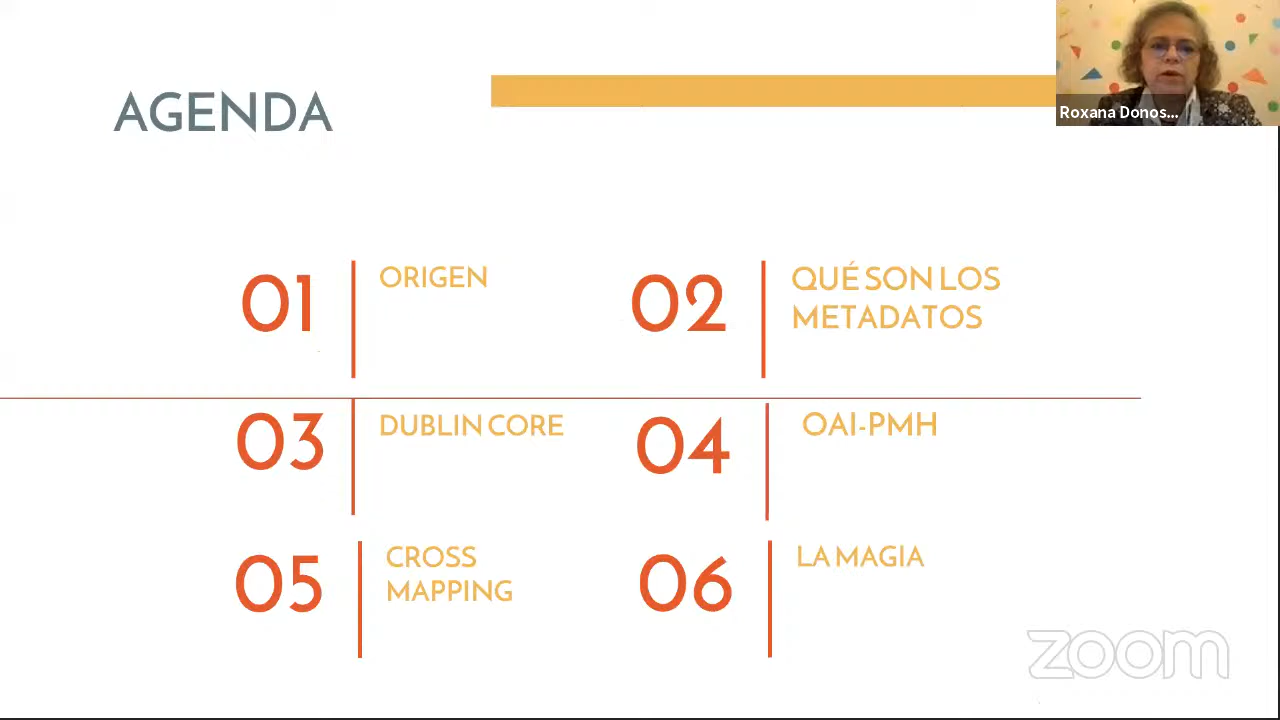 AGENDA
Roxana Donos...
01
ORIGEN
02
QUÉ SON LOS
METADATOS
03
DUBLIN CORE
04
OAI-PMH
05
CROSS
MAPPING
06
LA MAGIA
zoom